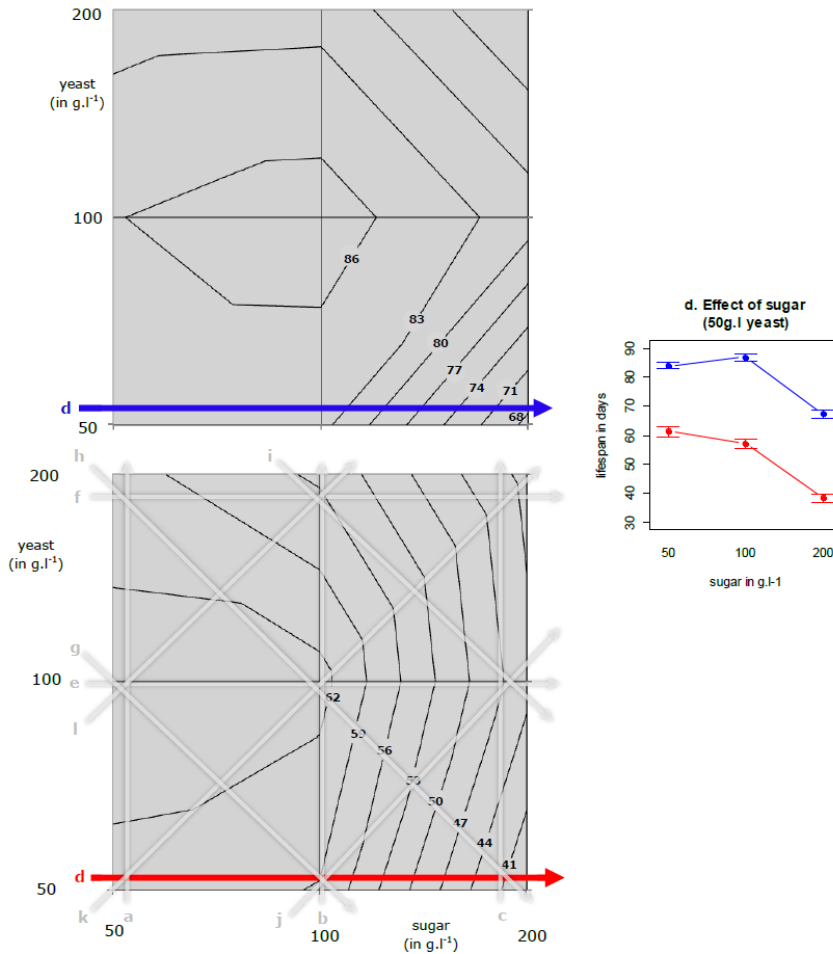 200
yeast
(in g.l-1)
100
86
83
80
77
74
71
d
68
50
h
i
200
f
yeast
(in g.l-1)
g
100
e
62
l
59
56
53
50
47
44
41
d
50
k
a
j
b
sugar
c
50
100
(in g.l-1)
200
d. Effect of sugar
(50g.l yeast)
90
80
70
60
50
40
30
lifespan in days
50 100 200
sugar in g.l-1